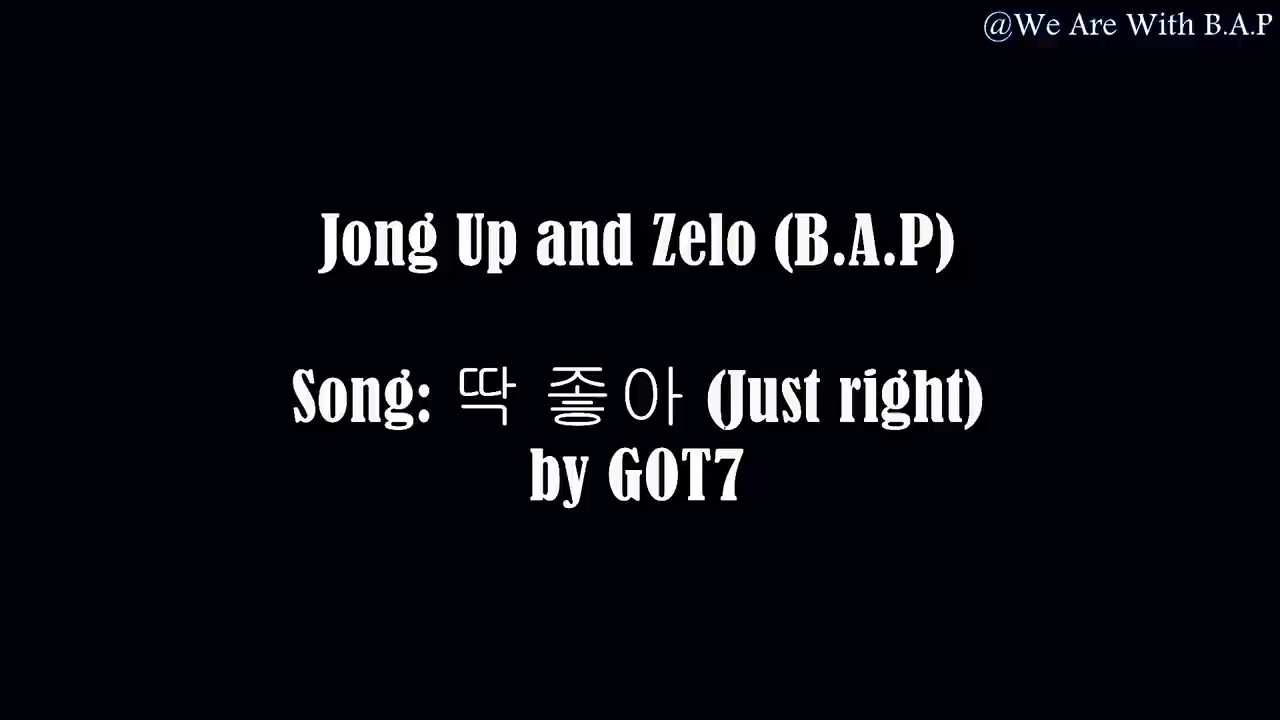 @We Are With B.A.P
Jong Up and Zelo (B.A.P)
Song: 딱 좋아 (Just right)
by GOT7